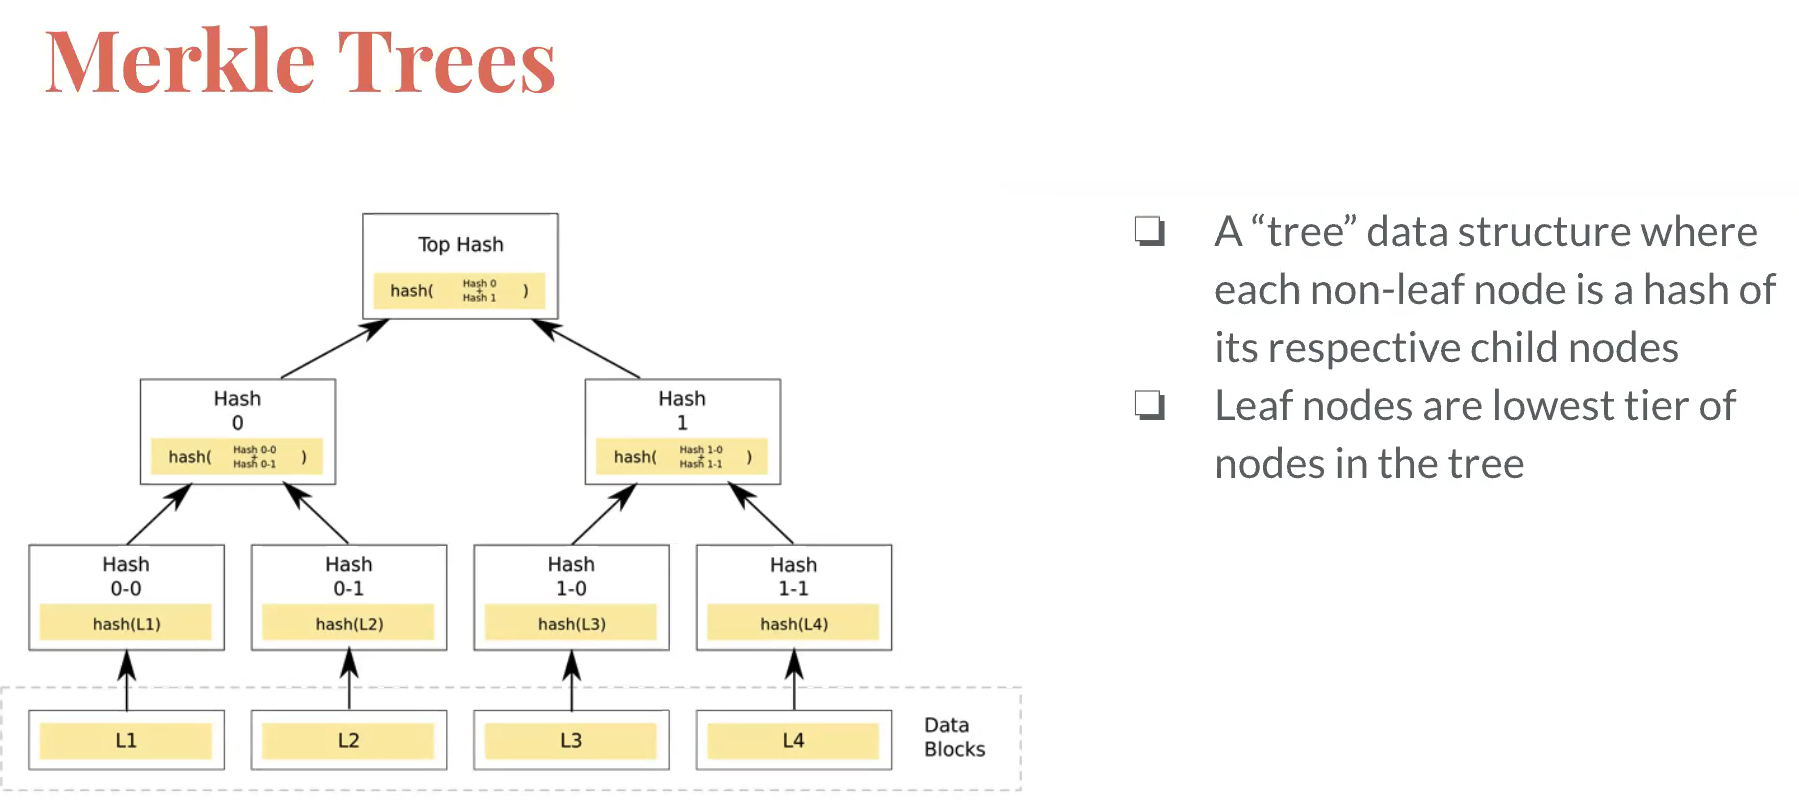 Merkle Trees
Top Hash
hash( Hash 0 + Hash 1 )
Hash
0
hash( Hash 0-0 + Hash 0-1 )
Hash
1
hash( Hash 1-0 + Hash 1-1 )
Hash
0-0
hash(L1)
Hash
0-1
hash(L2)
Hash
1-0
hash(L3)
Hash
1-1
hash(L4)
L1
L2
L3
L4
Data
Blocks
❏ A “tree” data structure where
each non-leaf node is a hash of
its respective child nodes
❏ Leaf nodes are lowest tier of
nodes in the tree